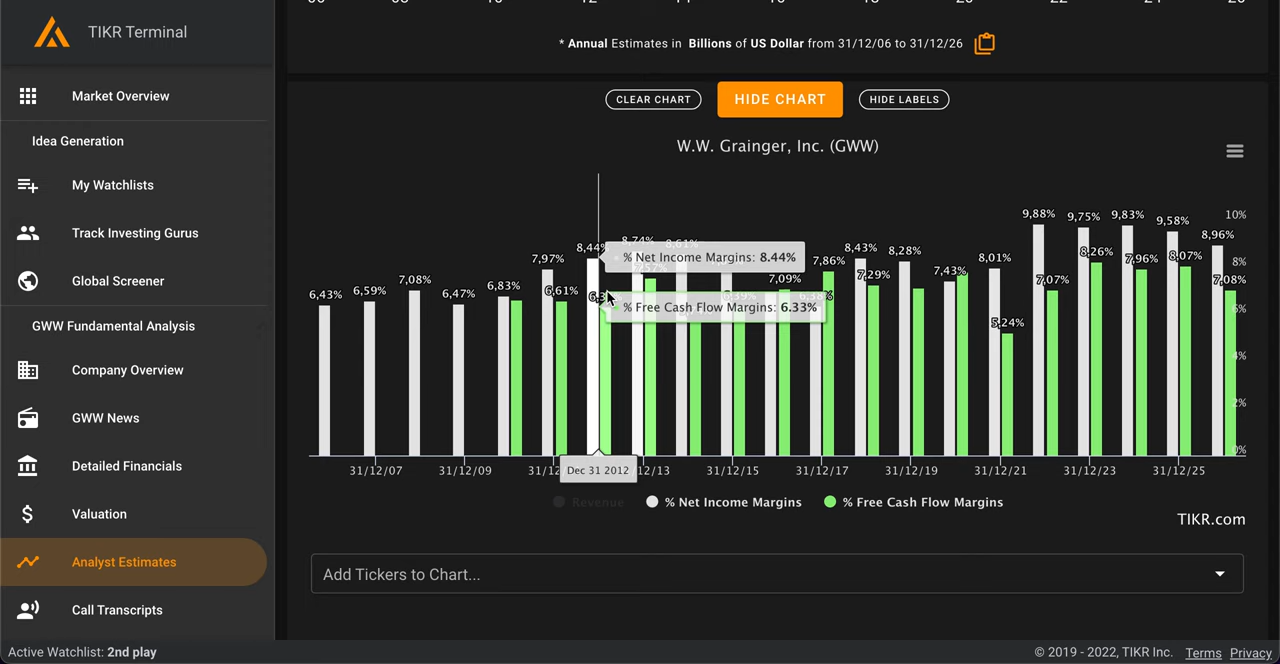 TIKR Terminal
Market Overview
Idea Generation
My Watchlists
Track Investing Gurus
Global Screener
GWW Fundamental Analysis
Company Overview
GWW News
Detailed Financials
Valuation
Analyst Estimates
Call Transcripts
* Annual Estimates in Billions of US Dollar from 31/12/06 to 31/12/26
CLEAR CHART HIDE CHART HIDE LABELS
W.W. Grainger, Inc. (GWW)
6,43% 6,59% 7,08% 6,47% 6,83% 7,97% 6,61% 8,44% 8,74% 8,61% 7,09% 7,86% 8,43% 7,29% 8,28% 7,43% 8,01% 5,24% 9,88% 7,07% 9,75% 8,26% 9,83% 7,96% 9,58% 8,07% 8,96% 7,08%
% Net Income Margins: 8.44%
% Free Cash Flow Margins: 6.33%
10%
8%
6%
4%
2%
0%
31/12/07 31/12/09 31/12 Dec 31 2012 /12/13 31/12/15 31/12/17 31/12/19 31/12/21 31/12/23 31/12/25
Revenue % Net Income Margins % Free Cash Flow Margins
TIKR.com
Add Tickers to Chart...
Active Watchlist: 2nd play
© 2019 - 2022, TIKR Inc. Terms Privacy